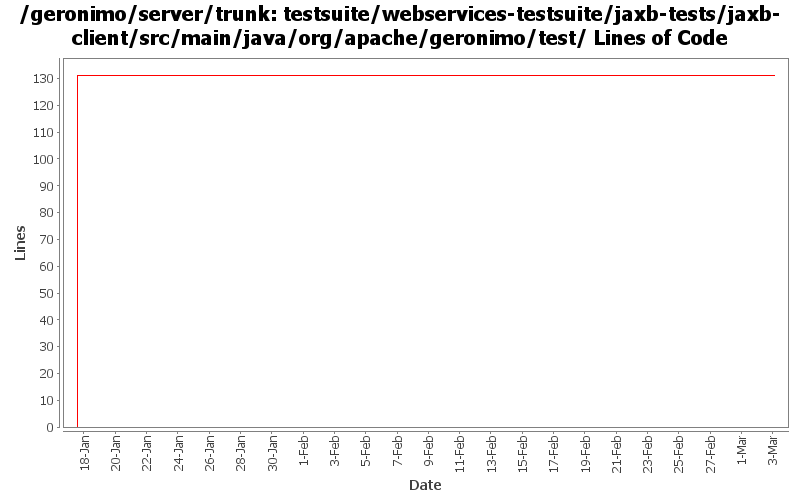 /geronimo/server/trunk: testsuite/webservices-testsuite/jaxb-tests/jaxb-
client/src/main/java/org/apache/geronimo/test/ Lines of Code
130
120
110
100
90
80
70
60
50
40
30
20
10
0
Lines
18-Jan
20-Jan
22-Jan
24-Jan
26-Jan
28-Jan
30-Jan
1-Feb
3-Feb
5-Feb
7-Feb
9-Feb
11-Feb
13-Feb
15-Feb
17-Feb
19-Feb
21-Feb
23-Feb
25-Feb
27-Feb
1-Mar
3-Mar
Date